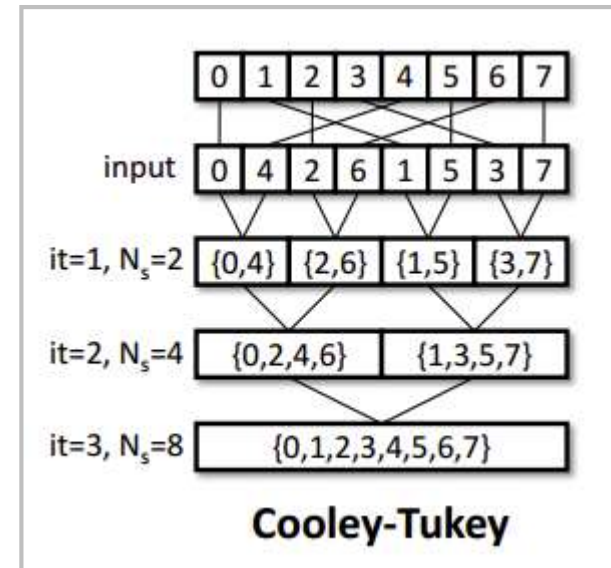 0 1 2 3 4 5 6 7
input 0 4 2 6 1 5 3 7
it=1, Ns=2 {0,4} {2,6} {1,5} {3,7}
it=2, Ns=4 {0,2,4,6} {1,3,5,7}
it=3, Ns=8 {0,1,2,3,4,5,6,7}
Cooley-Tukey